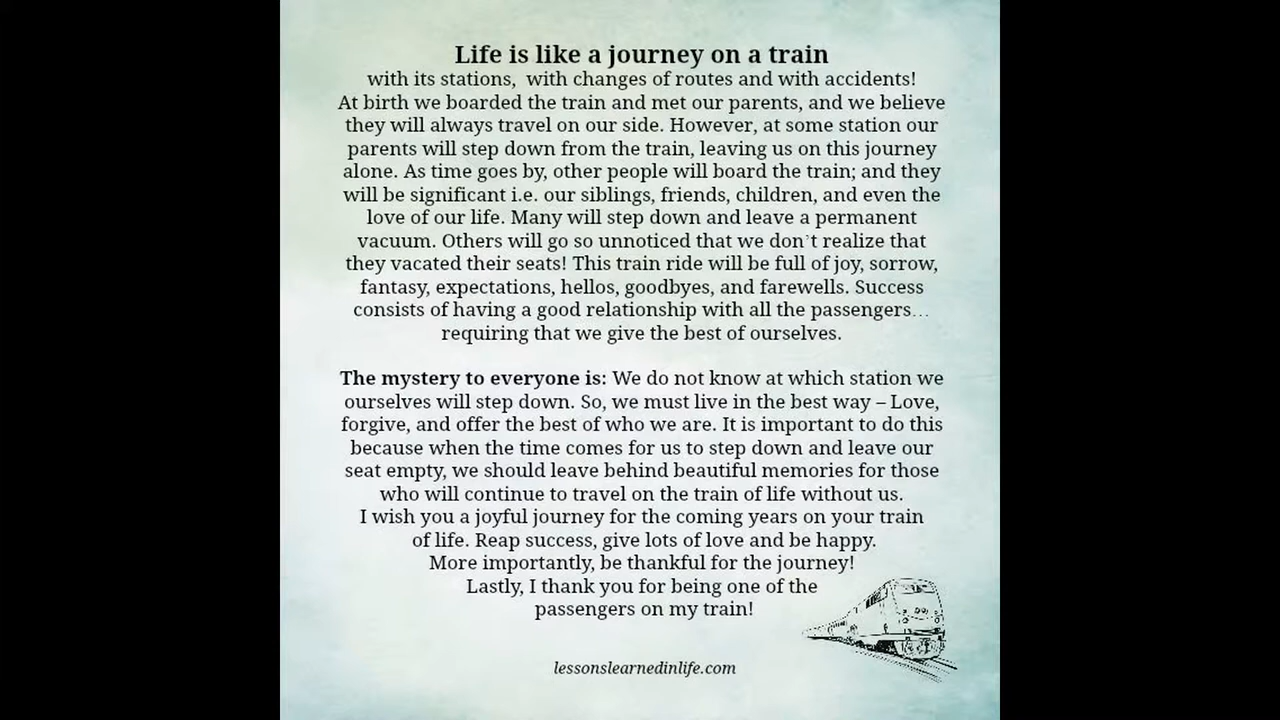 Life is like a journey on a train
with its stations, with changes of routes and with accidents!
At birth we boarded the train and met our parents, and we believe
they will always travel on our side. However, at some station our
parents will step down from the train, leaving us on this journey
alone. As time goes by, other people will board the train; and they
will be significant i.e. our siblings, friends, children, and even the
love of our life. Many will step down and leave a permanent
vacuum. Others will go so unnoticed that we don't realize that
they vacated their seats! This train ride will be full of joy, sorrow,
fantasy, expectations, hellos, goodbyes, and farewells. Success
consists of having a good relationship with all the passengers…
requiring that we give the best of ourselves.
The mystery to everyone is: We do not know at which station we
ourselves will step down. So, we must live in the best way – Love,
forgive, and offer the best of who we are. It is important to do this
because when the time comes for us to step down and leave our
seat empty, we should leave behind beautiful memories for those
who will continue to travel on the train of life without us.
I wish you a joyful journey for the coming years on your train
of life. Reap success, give lots of love and be happy.
More importantly, be thankful for the journey!
Lastly, I thank you for being one of the
passengers on my train!
lessonslearnedinlife.com